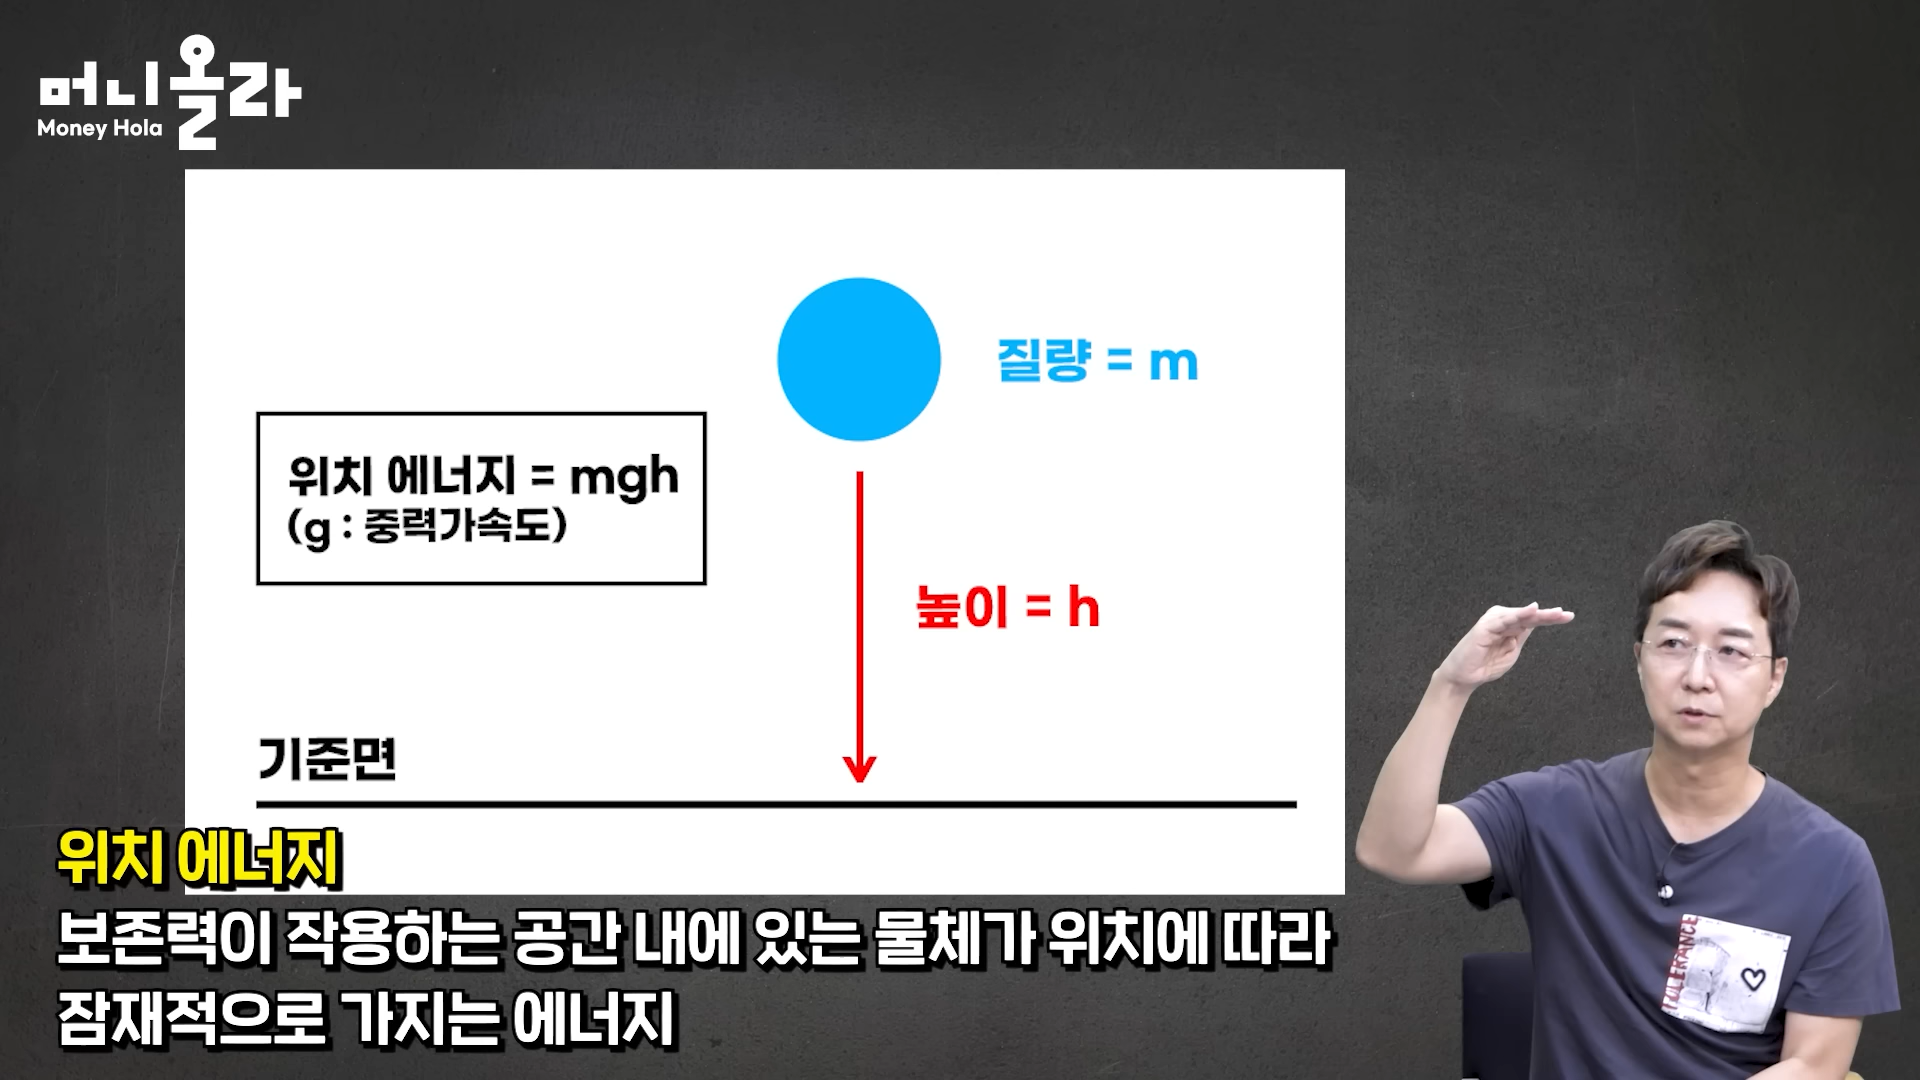 머니올라
Money Hola
질량 = m
위치 에너지 = mgh
(g : 중력가속도)
높이 = h
기준면
위치 에너지
보존력이 작용하는 공간 내에 있는 물체가 위치에 따라
잠재적으로 가지는 에너지
TOLERANCE